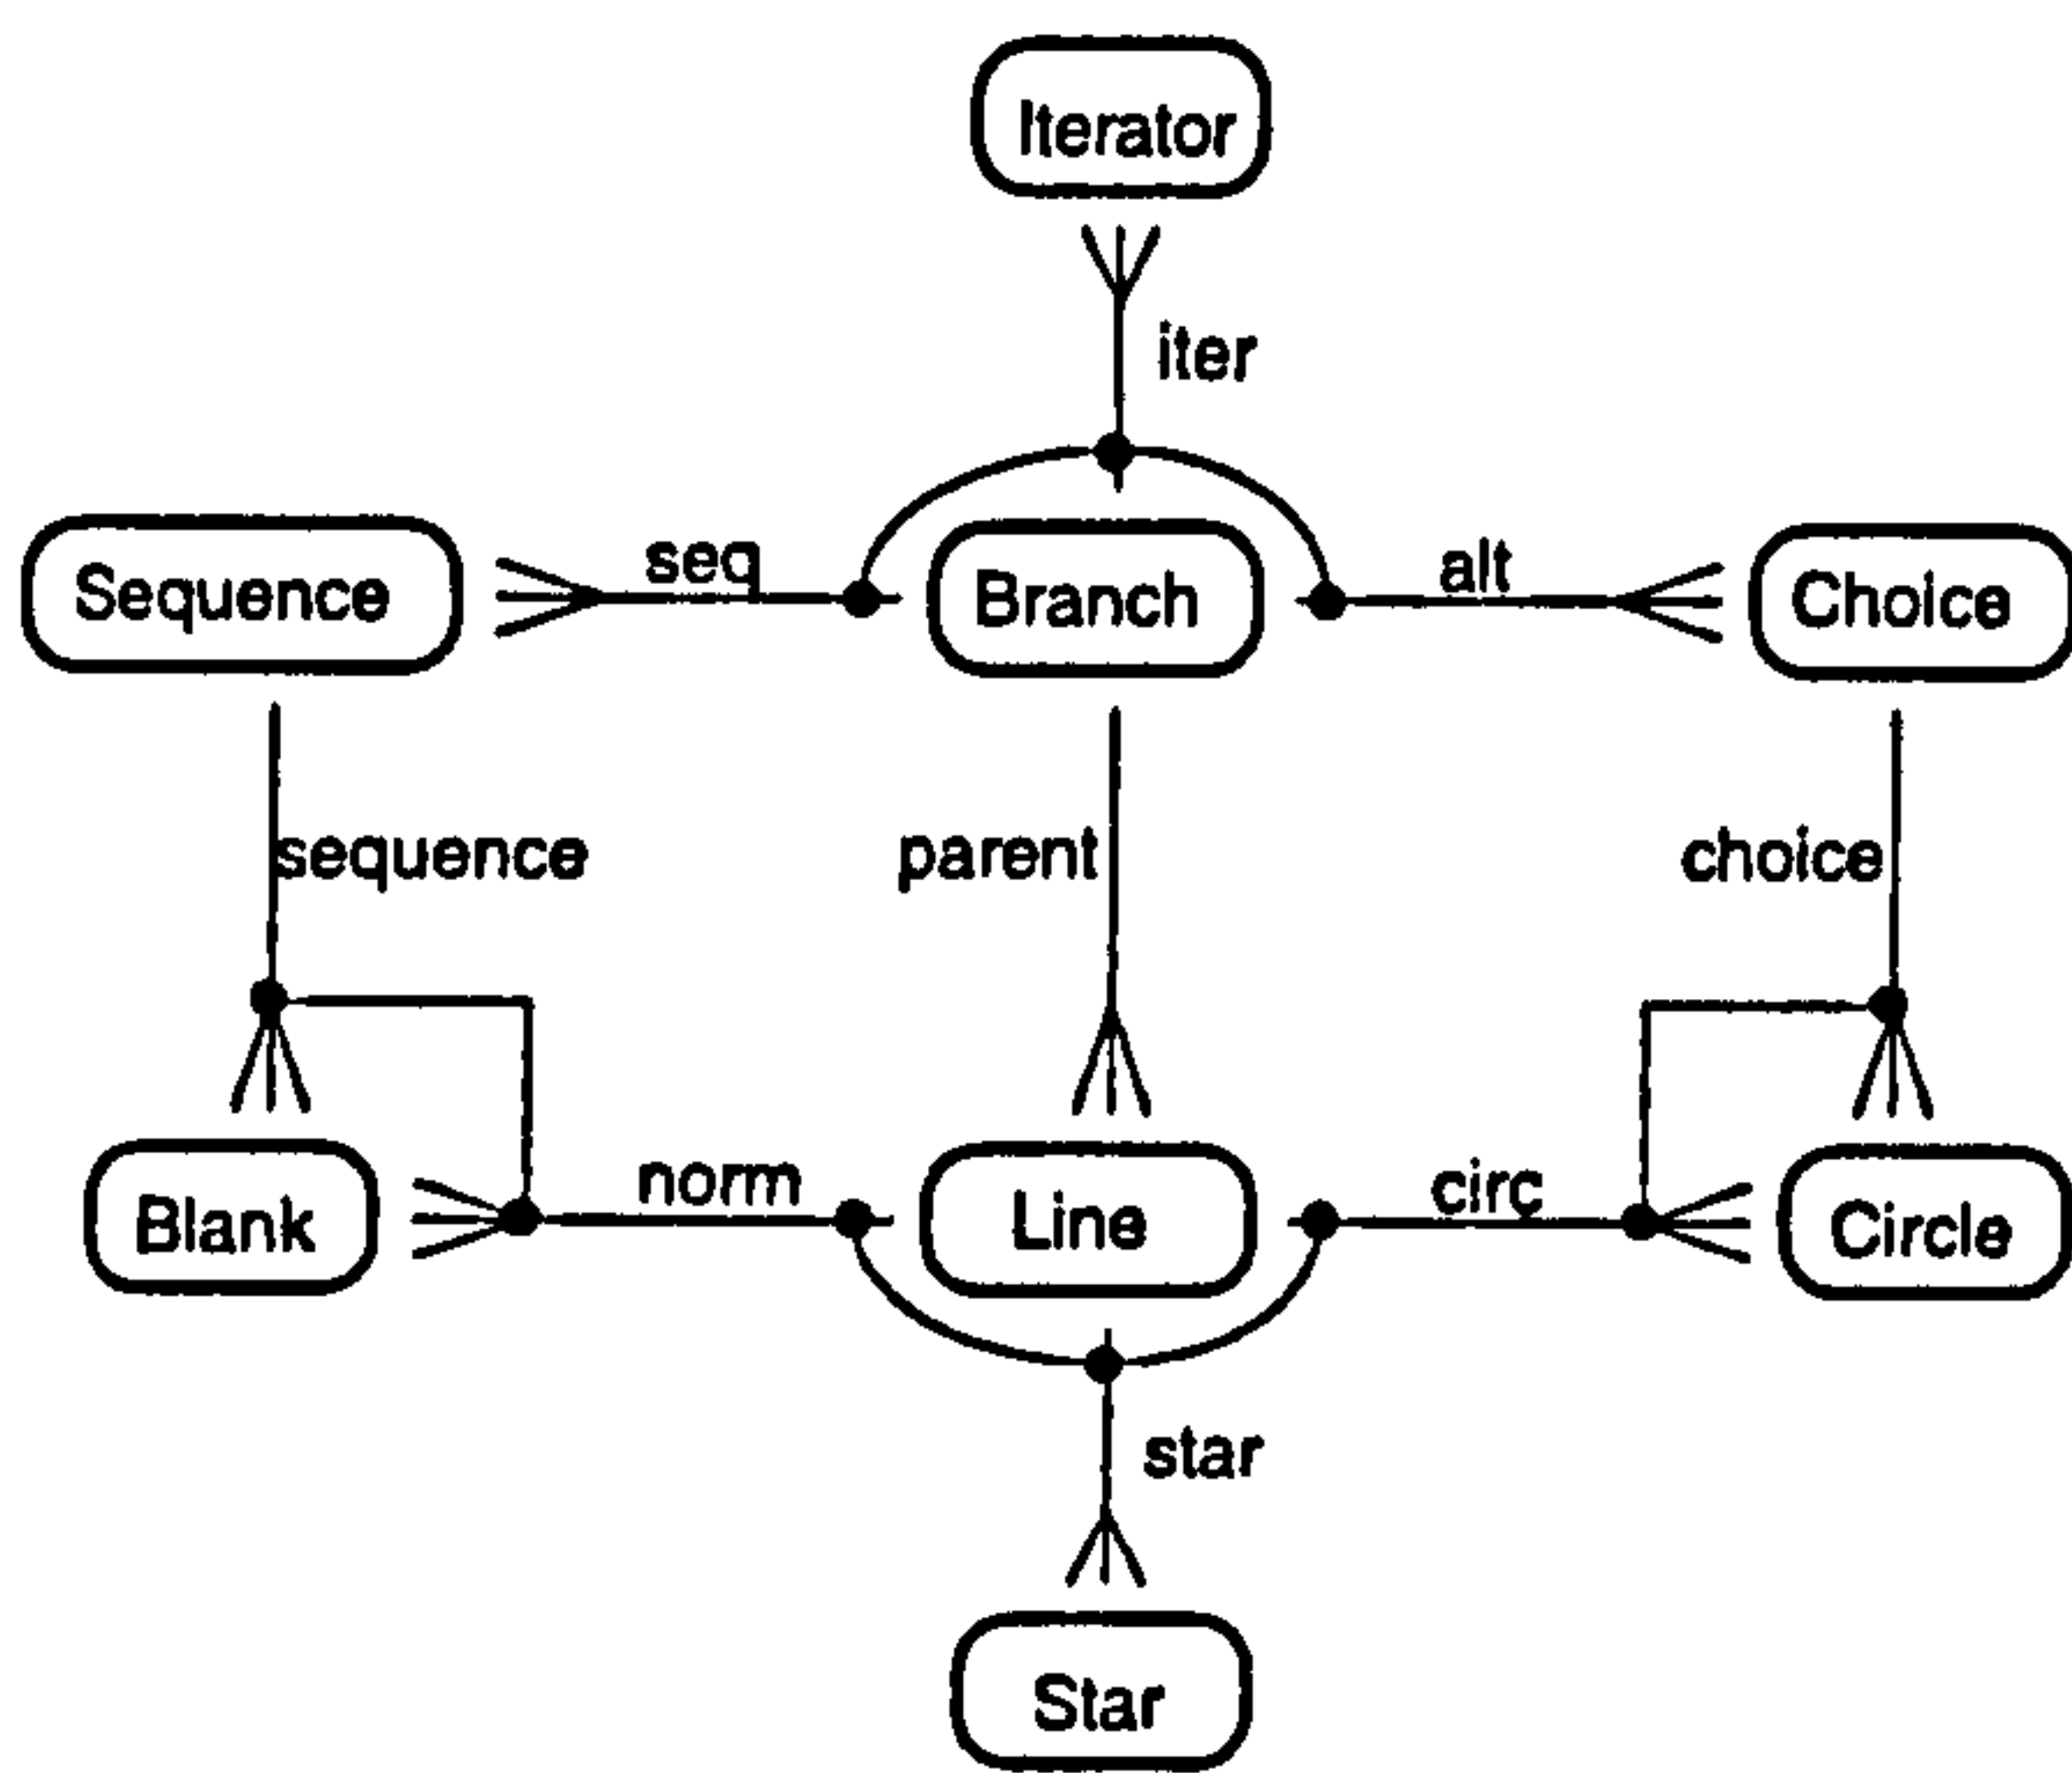 Iterator
iter
Sequence
seq
Branch
alt
Choice
sequence
parent
choice
Blank
norm
Line
circ
Circle
star
Star